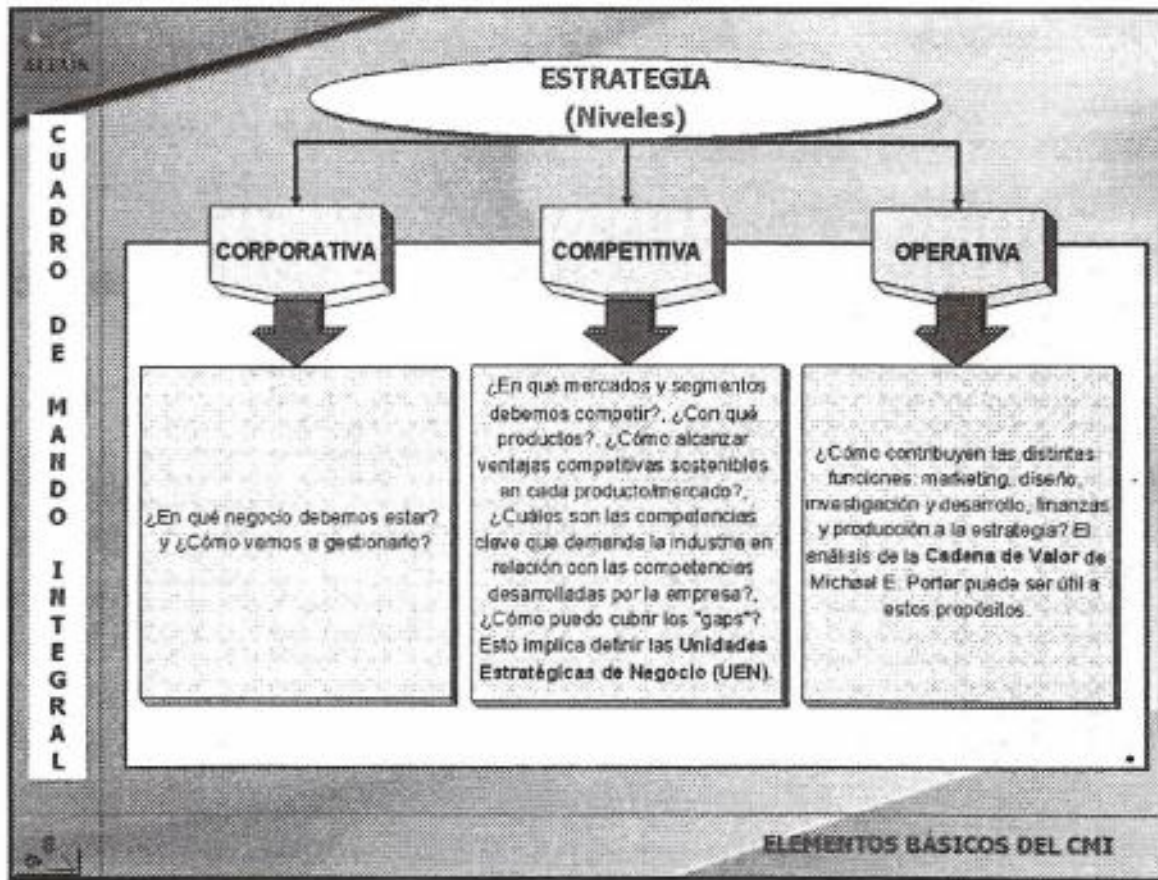 ESTRATEGIA
(Niveles)
CUADRO DE MANDO INTEGRAL
CORPORATIVA
COMPETITIVA
OPERATIVA
¿En qué negocio debemos estar?
y ¿Cómo vamos a gestionarlo?
¿En qué mercados y segmentos
debemos competir?, ¿Con qué
productos?, ¿Cómo alcanzar
ventajas competitivas sostenibles
en cada producto/mercado?,
¿Cuáles son las competencias
clave que demanda la industria en
relación con las competencias
desarrolladas por la empresa?,
¿Cómo puedo cubrir los "gaps"?
Esto implica definir las Unidades
Estratégicas de Negocio (UEN).
¿Cómo contribuyen las distintas
funciones: marketing, diseño,
investigación y desarrollo, finanzas
y producción a la estrategia? El
análisis de la Cadena de Valor de
Michael E. Porter puede ser útil a
estos propósitos.
ELEMENTOS BÁSICOS DEL CMI